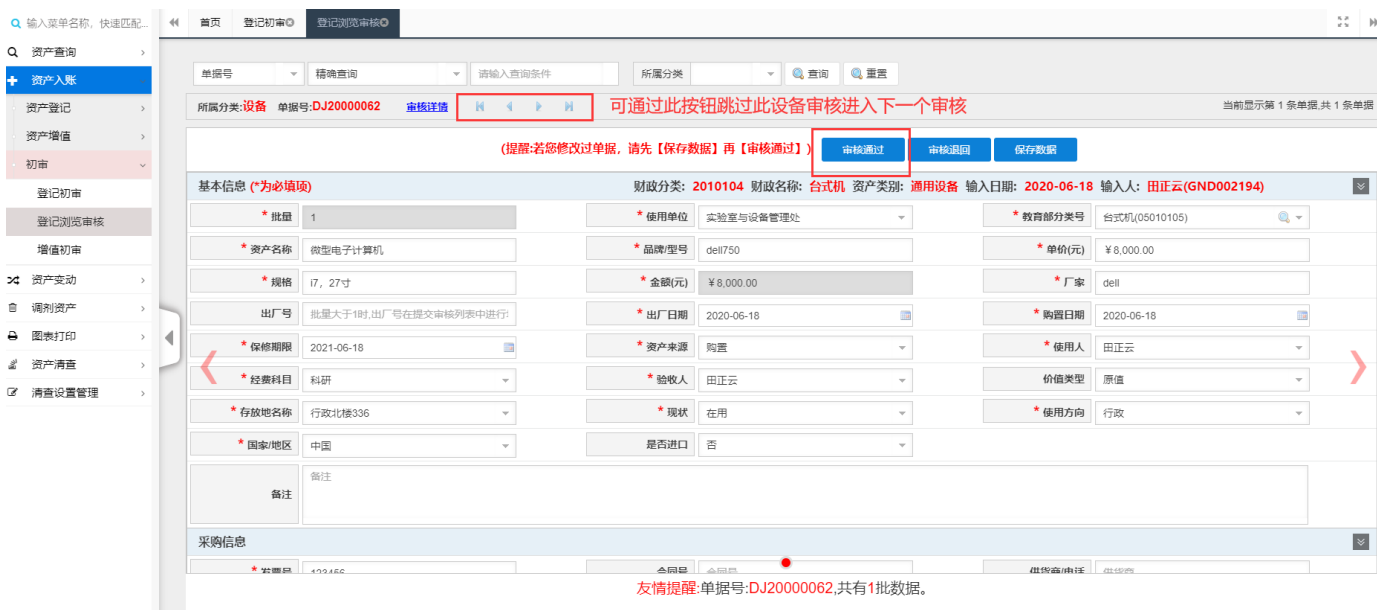 输入菜单名称，快速匹配... 首页 登记初审 登记浏览审核
资产查询
资产入账
资产登记
资产增值
初审
登记初审
登记浏览审核
增值初审
资产变动
调剂资产
图表打印
资产清查
清查设置管理
单据号 精确查询 请输入查询条件 所属分类 查询 重置
所属分类:设备 单据号:DJ20000062 审核详情 可通过此按钮跳过此设备审核进入下一个审核 当前显示第 1 条单据,共 1 条单据
(提醒:若您修改过单据，请先【保存数据】再【审核通过】) 审核通过 审核退回 保存数据
基本信息 (*为必填项) 财政分类: 2010104 财政名称: 台式机 资产类别: 通用设备 输入日期: 2020-06-18 输入人: 田正云(GND002194)
* 批量 1 * 使用单位 实验室与设备管理处 * 教育部分类号 台式机(05010105)
* 资产名称 微型电子计算机 * 品牌/型号 dell750 * 单价(元) ￥8,000.00
* 规格 i7，27寸 * 金额(元) ￥8,000.00 * 厂家 dell
出厂号 批量大于1时,出厂号在提交审核列表中进行 * 出厂日期 2020-06-18 * 购置日期 2020-06-18
* 保修期限 2021-06-18 * 资产来源 购置 * 使用人 田正云
* 经费科目 科研 * 验收人 田正云 价值类型 原值
* 存放地名称 行政北楼336 * 现状 在用 * 使用方向 行政
* 国家/地区 中国 是否进口 否
备注 备注
采购信息
* 发票号 123456 合同号 合同号 供货商/电话 供货商
友情提醒:单据号:DJ20000062,共有1批数据。